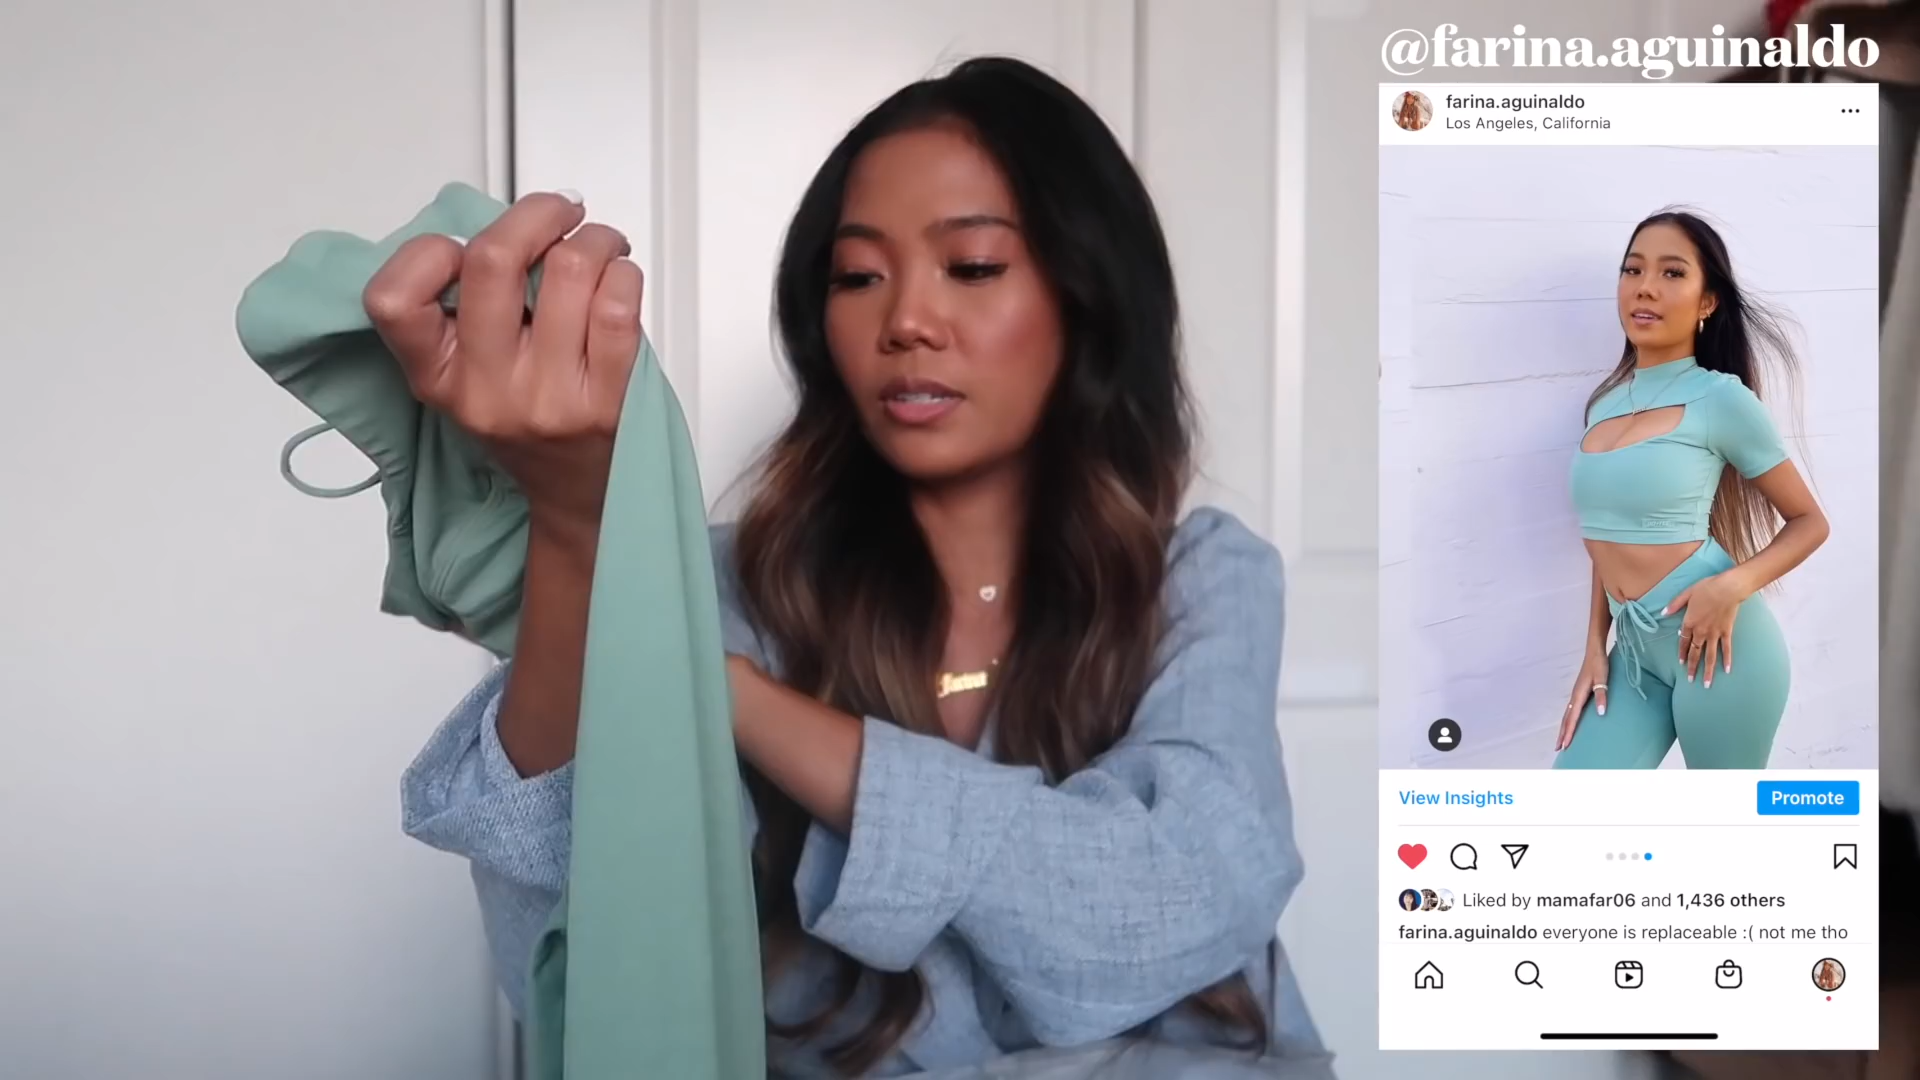 @farina.aguinaldo
farina.aguinaldo
Los Angeles, California
View Insights
Promote
Liked by mamafar06 and 1,436 others
farina.aguinaldo everyone is replaceable :( not me tho